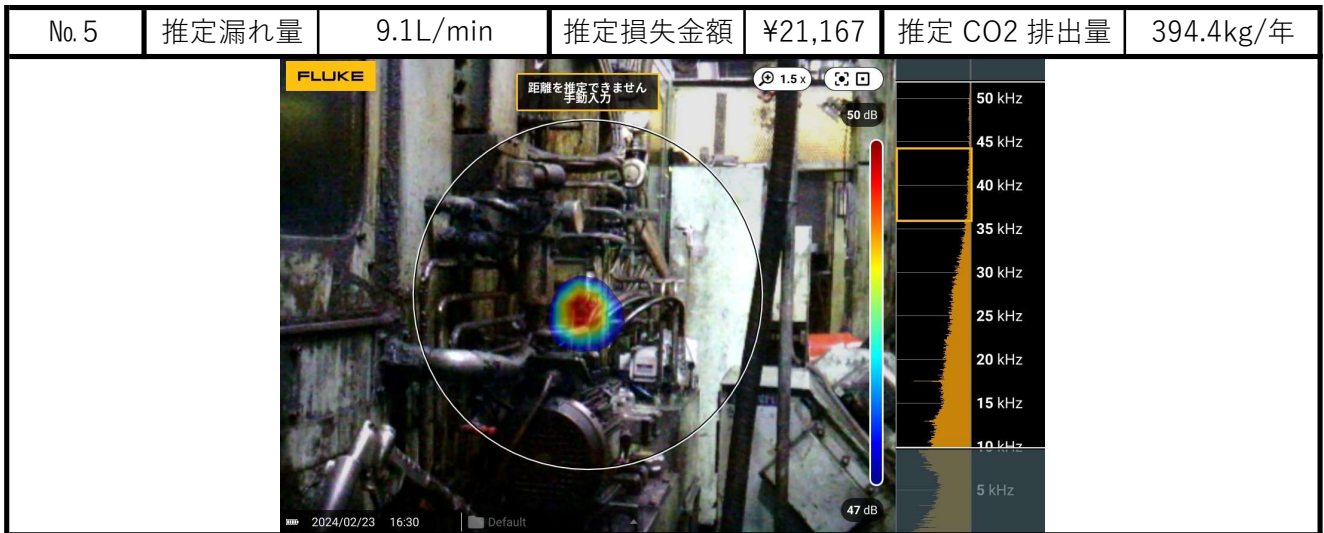 №5 推定漏れ量 9.1L/min 推定損失金額 ¥21,167 推定 CO2 排出量 394.4kg/年
FLUKE
距離を推定できません
手動入力
1.5 x
50 dB
50 kHz
45 kHz
40 kHz
35 kHz
30 kHz
25 kHz
20 kHz
15 kHz
10 kHz
5 kHz
47 dB
2024/02/23 16:30 Default